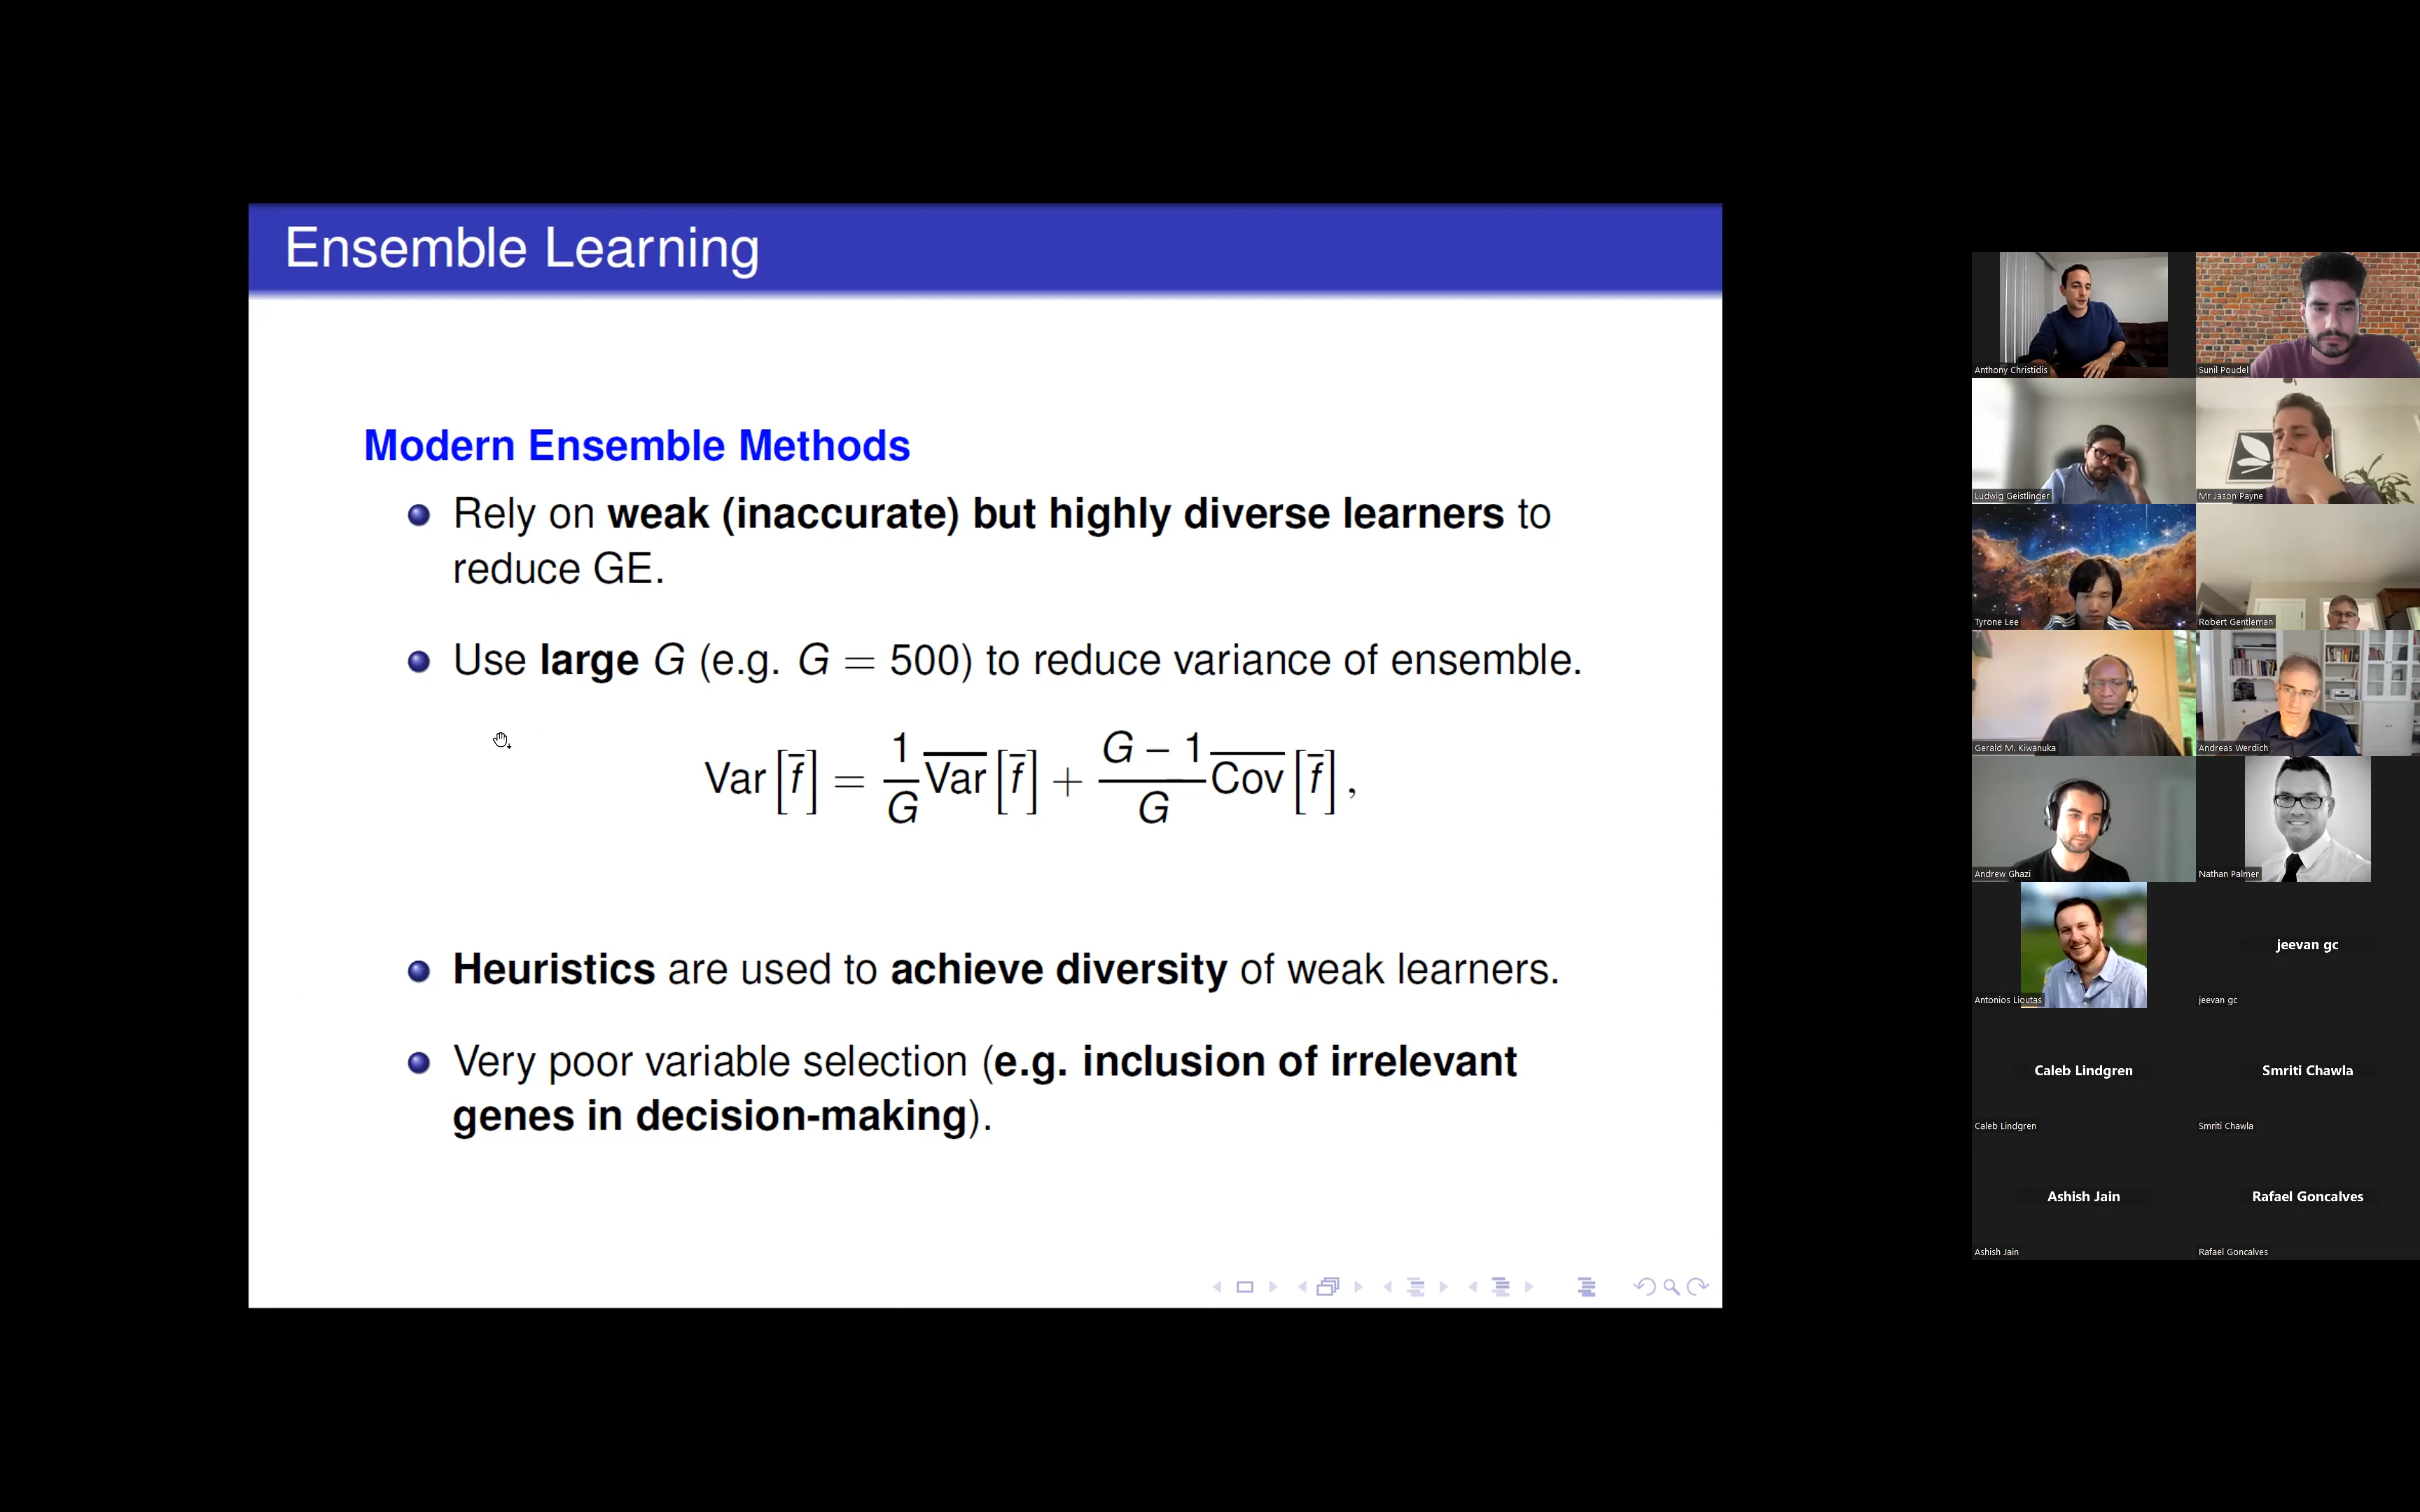 Ensemble Learning
Modern Ensemble Methods
Rely on weak (inaccurate) but highly diverse learners to
reduce GE.
Use large G (e.g. G = 500) to reduce variance of ensemble.
Var [f̄] = 1/G V̅a̅r̅ [f̄] + G − 1/G C̅o̅v̅ [f̄] ,
Heuristics are used to achieve diversity of weak learners.
Very poor variable selection (e.g. inclusion of irrelevant
genes in decision-making).
Anthony Christidis
Sunil Poudel
Ludwig Geistlinger
Mr Jason Payne
Tyrone Lee
Robert Gentleman
Gerald M. Kiwanuka
Andreas Werdich
Andrew Ghazi
Nathan Palmer
Antonios Lioutas
jeevan gc
jeevan gc
Caleb Lindgren
Caleb Lindgren
Smriti Chawla
Smriti Chawla
Ashish Jain
Ashish Jain
Rafael Goncalves
Rafael Goncalves